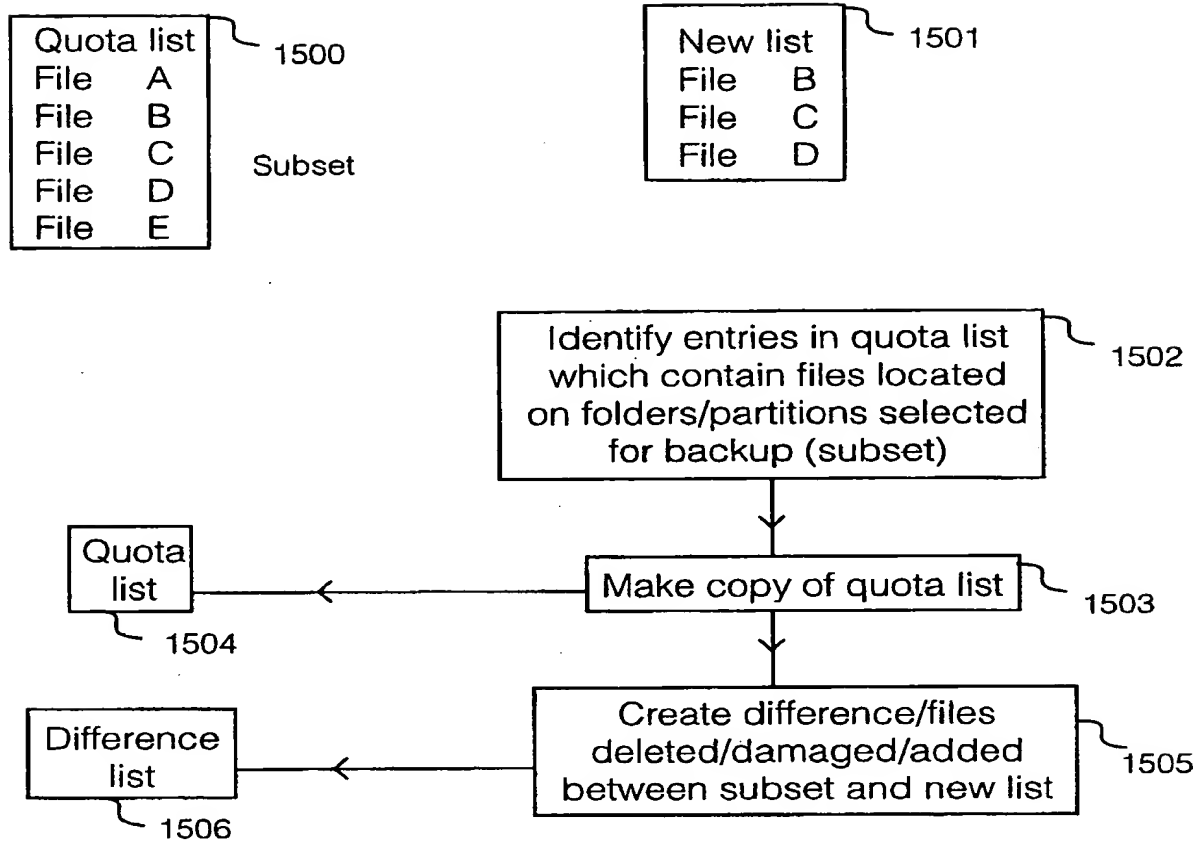 Quota list
File A
File B
File C
File D
File E
1500
Subset
New list
File B
File C
File D
1501
Identify entries in quota list
which contain files located
on folders/partitions selected
for backup (subset)
1502
Quota
list
1504
Make copy of quota list
1503
Difference
list
1506
Create difference/files
deleted/damaged/added
between subset and new list
1505